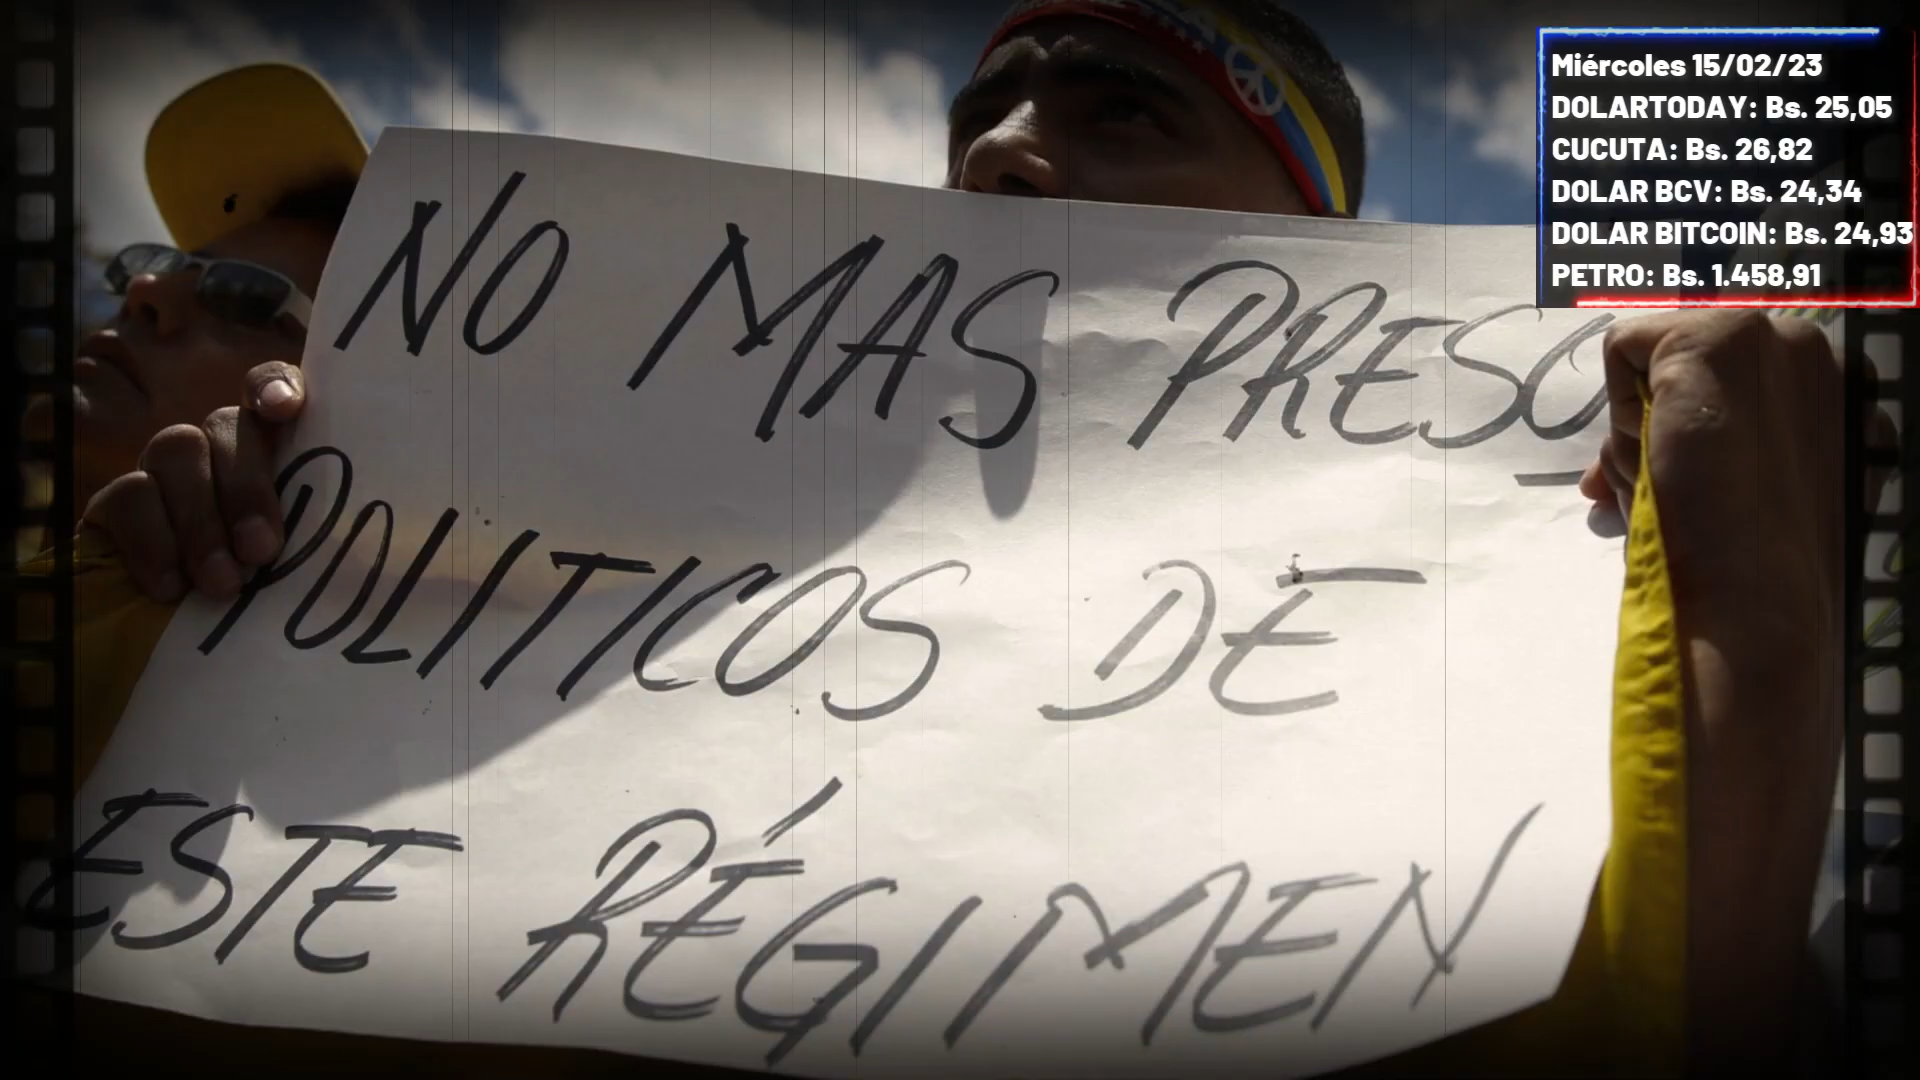 NO MAS PRESO
POLITICOS DE
ESTE RÉGIMEN
Miércoles 15/02/23
DOLARTODAY: Bs. 25,05
CUCUTA: Bs. 26,82
DOLAR BCV: Bs. 24,34
DOLAR BITCOIN: Bs. 24,93
PETRO: Bs. 1.458,91